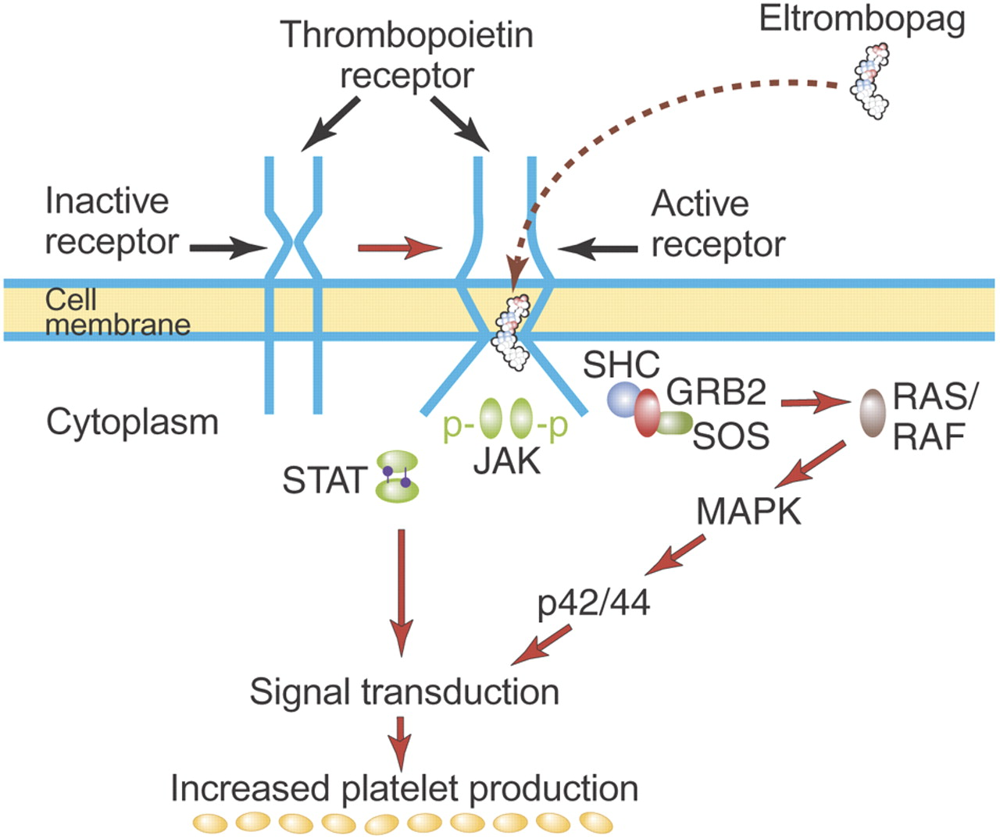 Eltrombopag
Thrombopoietin
receptor
Inactive
receptor
Active
receptor
Cell
membrane
Cytoplasm
SHC
GRB2
SOS
RAS/
RAF
p-
-p
JAK
STAT
MAPK
p42/44
Signal transduction
Increased platelet production